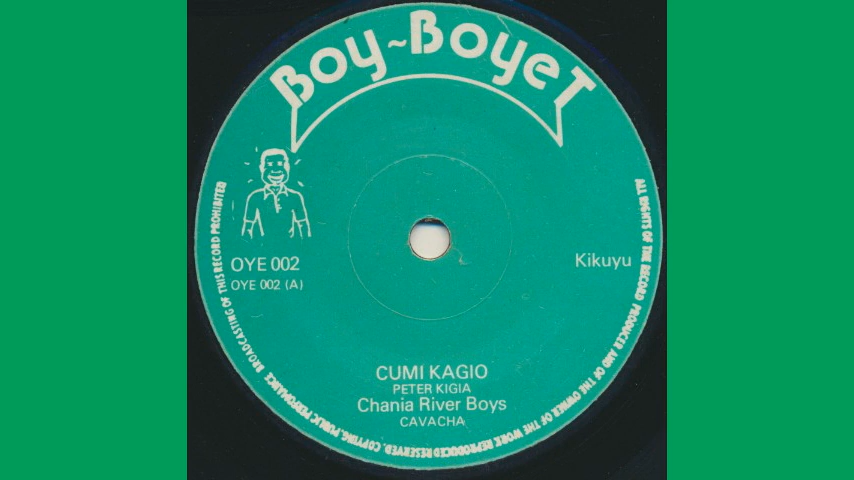 Boy~Boyet
OYE 002
OYE 002 (A)
Kikuyu
CUMI KAGIO
PETER KIGIA
Chania River Boys
CAVACHA
ALL RIGHTS OF THE RECORD PRODUCER AND OF THE OWNER OF THE WORK REPRODUCED RESERVED. COPYING, PUBLIC PERFOMANCE BROADCASTING OF THIS RECORD PROHIBITED